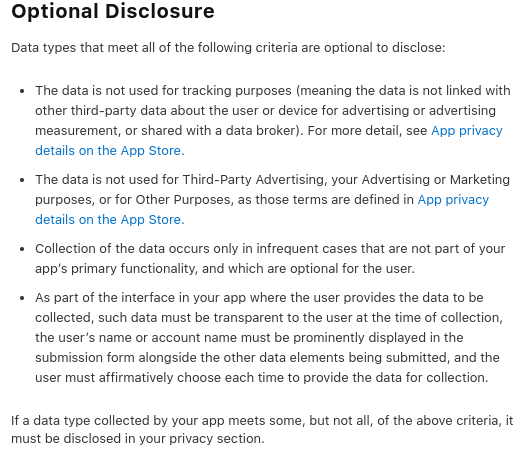 Optional Disclosure
Data types that meet all of the following criteria are optional to disclose:
• The data is not used for tracking purposes (meaning the data is not linked with
other third-party data about the user or device for advertising or advertising
measurement, or shared with a data broker). For more detail, see App privacy
details on the App Store.
• The data is not used for Third-Party Advertising, your Advertising or Marketing
purposes, or for Other Purposes, as those terms are defined in App privacy
details on the App Store.
• Collection of the data occurs only in infrequent cases that are not part of your
app’s primary functionality, and which are optional for the user.
• As part of the interface in your app where the user provides the data to be
collected, such data must be transparent to the user at the time of collection,
the user’s name or account name must be prominently displayed in the
submission form alongside the other data elements being submitted, and the
user must affirmatively choose each time to provide the data for collection.
If a data type collected by your app meets some, but not all, of the above criteria, it
must be disclosed in your privacy section.